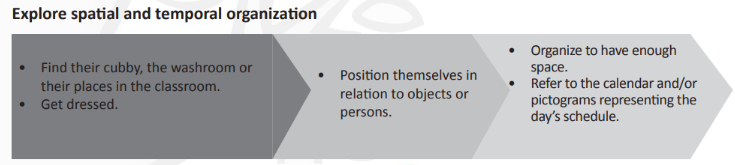 Explore spatial and temporal organization
• Find their cubby, the washroom or
their places in the classroom.
• Get dressed.
• Position themselves in
relation to objects or
persons.
• Organize to have enough
space.
• Refer to the calendar and/or
pictograms representing the
day's schedule.